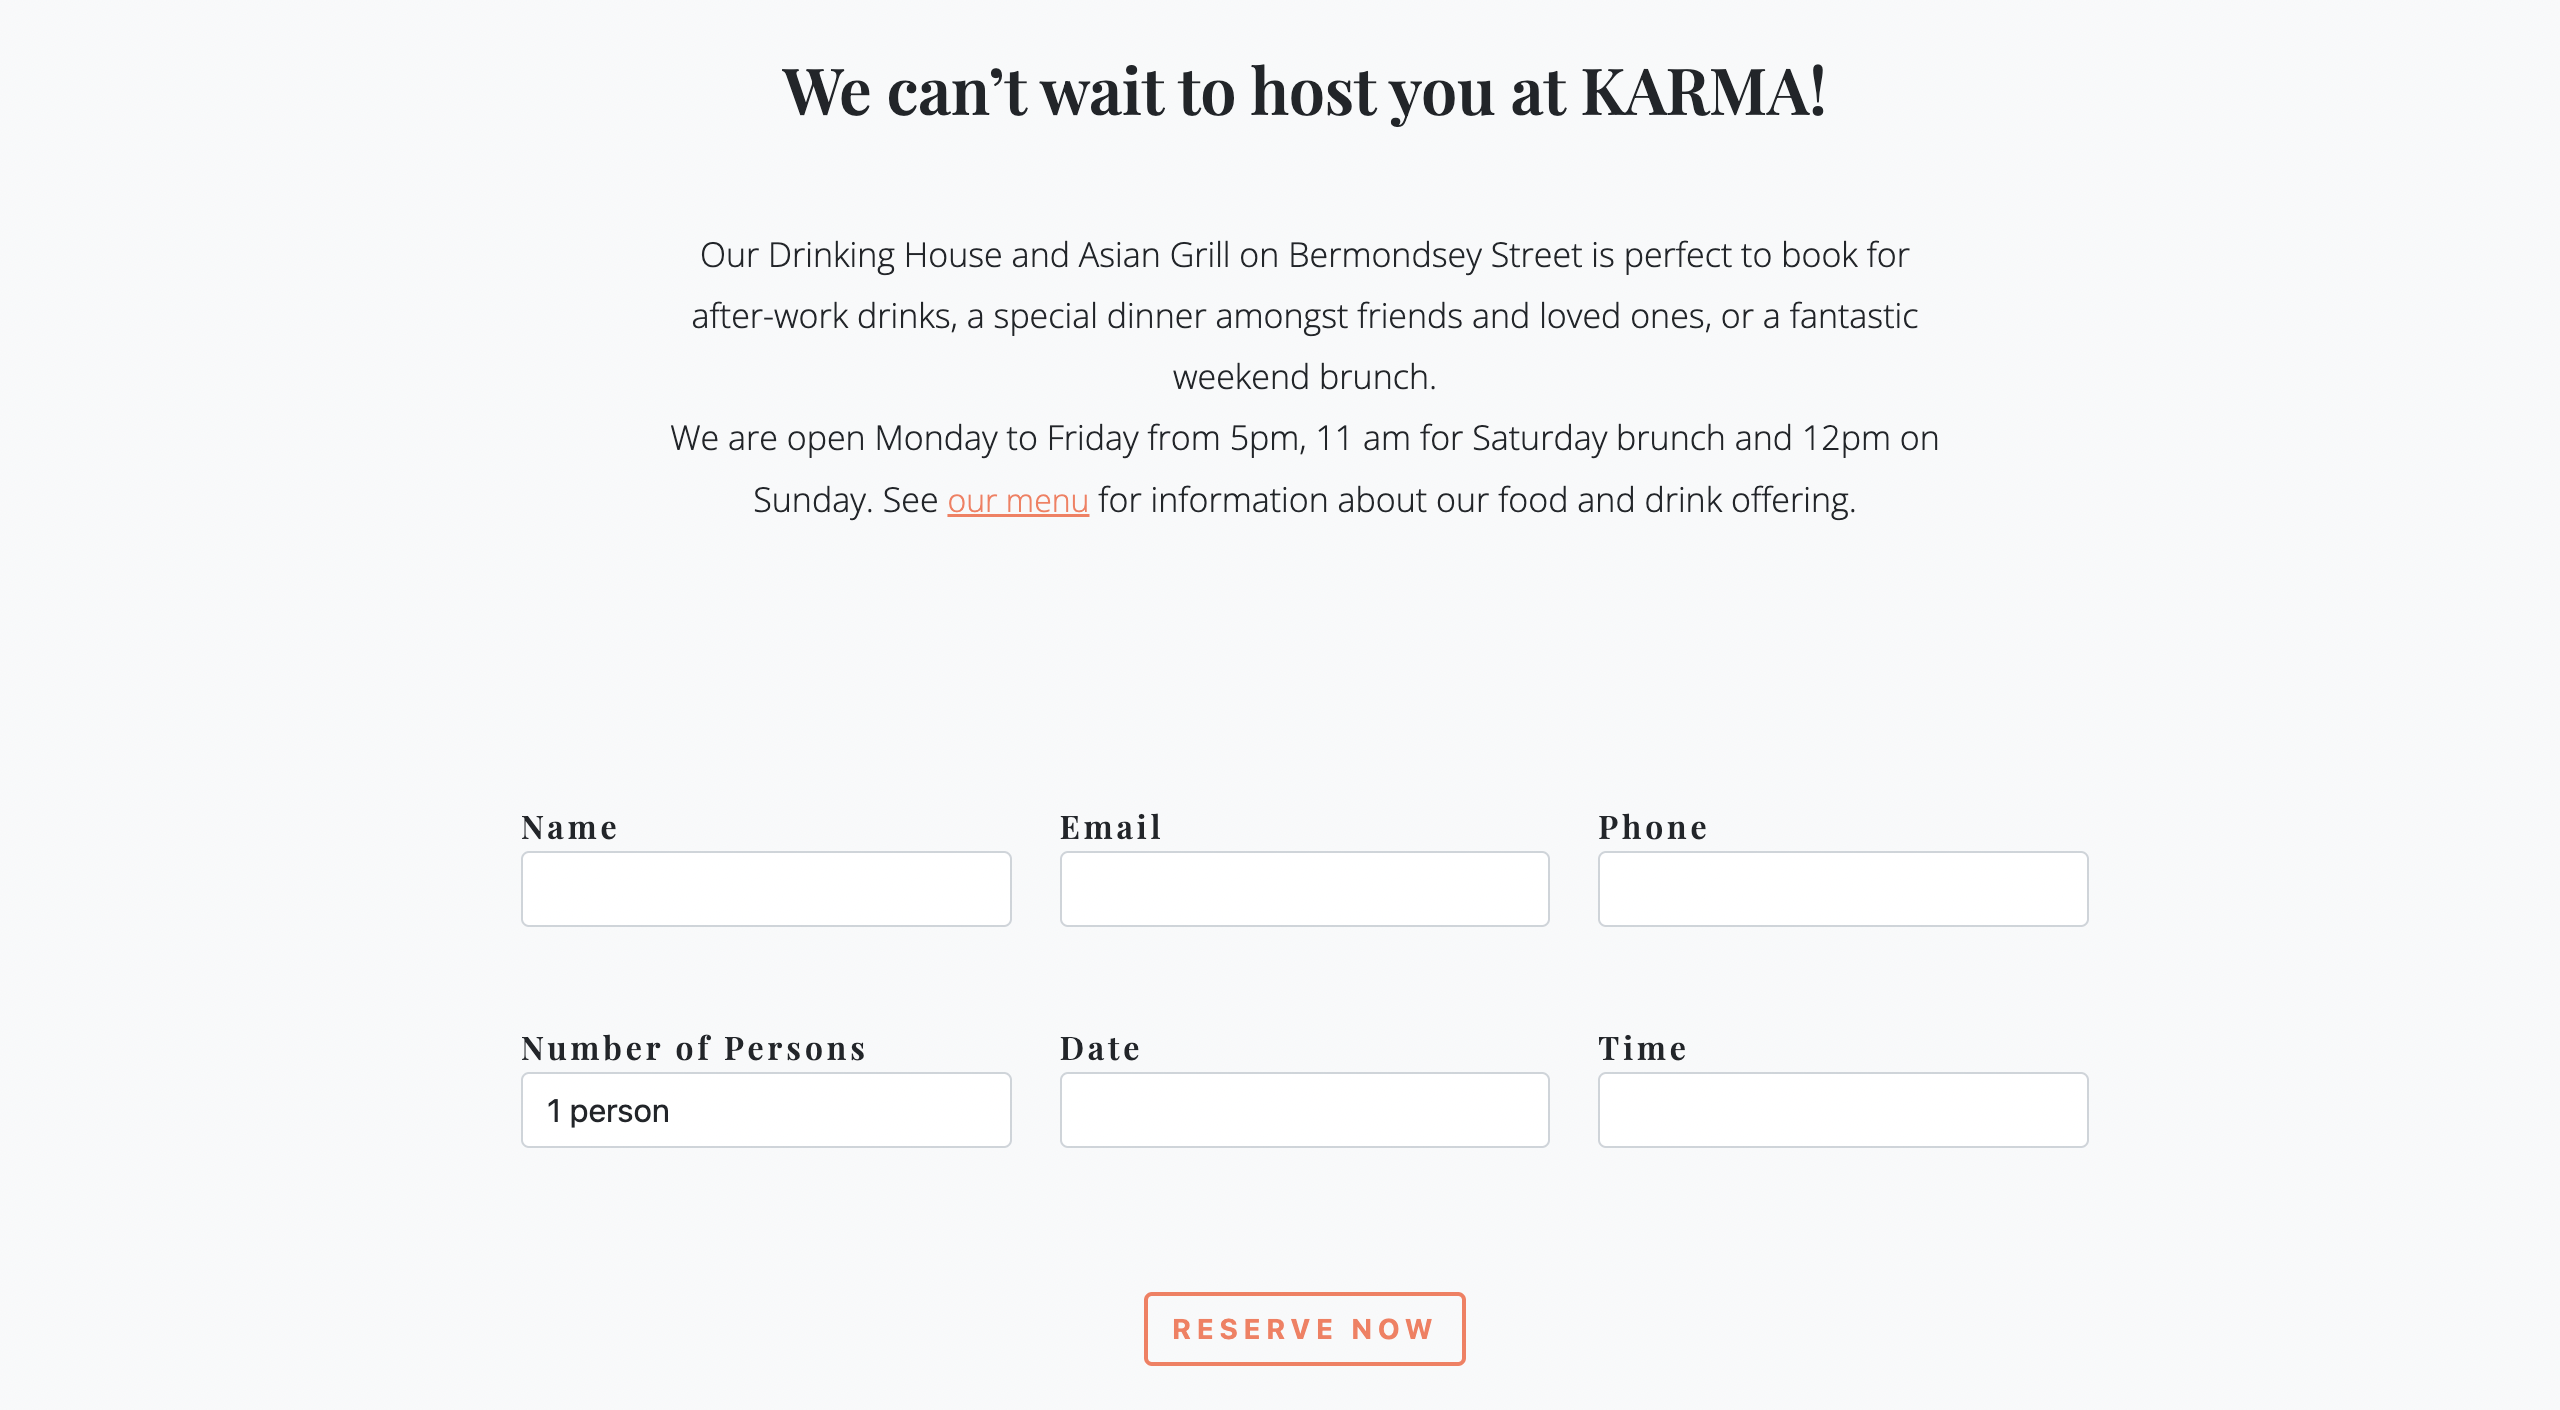 We can’t wait to host you at KARMA!
Our Drinking House and Asian Grill on Bermondsey Street is perfect to book for
after-work drinks, a special dinner amongst friends and loved ones, or a fantastic
weekend brunch.
We are open Monday to Friday from 5pm, 11 am for Saturday brunch and 12pm on
Sunday. See our menu for information about our food and drink offering.
Name
Email
Phone
Number of Persons
Date
Time
1 person
RESERVE NOW